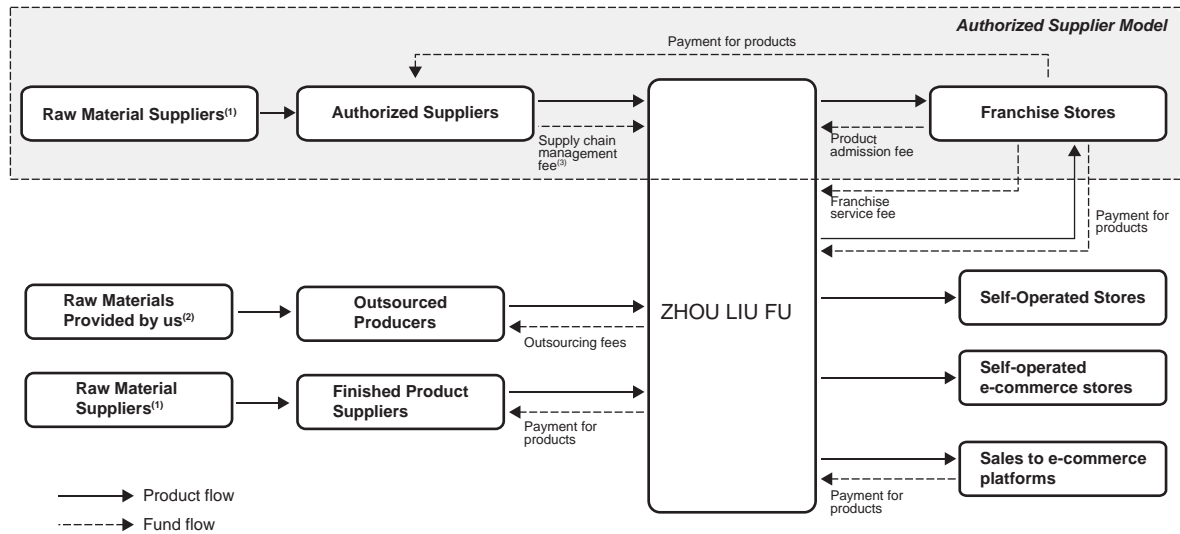 Authorized Supplier Model
Payment for products
Raw Material Suppliers(1)
Authorized Suppliers
Franchise Stores
Supply chain
management
fee(3)
Product
admission fee
Franchise
service fee
Payment for
products
Raw Materials
Provided by us(2)
Outsourced
Producers
Outsourcing fees
ZHOU LIU FU
Self-Operated Stores
Raw Material
Suppliers(1)
Finished Product
Suppliers
Payment for
products
Self-operated
e-commerce stores
Sales to e-commerce
platforms
Payment for
products
Product flow
Fund flow